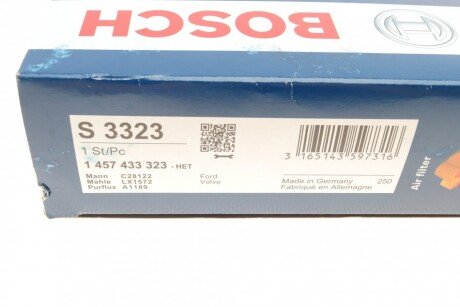 BOSCH
S 3323
1 St/Pc
1 457 433 323 - HET
Mann C28122
Mahle LX1572
Purflux A1189
Ford
Volvo
3 165143 597316
Made in Germany
Fabriqué en Allemagne
250
Air filter